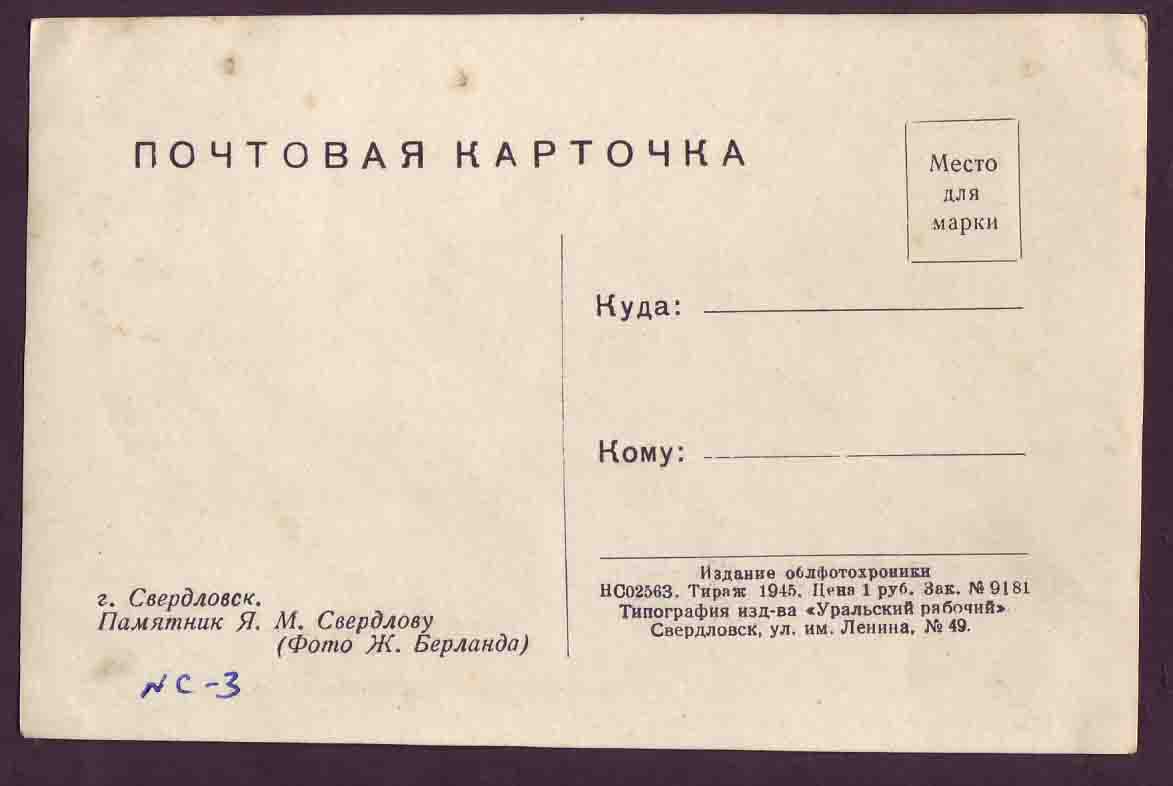 ПОЧТОВАЯ КАРТОЧКА
Место
для
марки
Куда:
Кому:
г. Свердловск.
Памятник Я. М. Свердлову
(Фото Ж. Берланда)
NC-3
Издание облфотохроники
НС02563. Тираж 1945. Цена 1 руб. Зак. № 9181
Типография изд-ва «Уральский рабочий».
Свердловск, ул. им. Ленина, № 49.